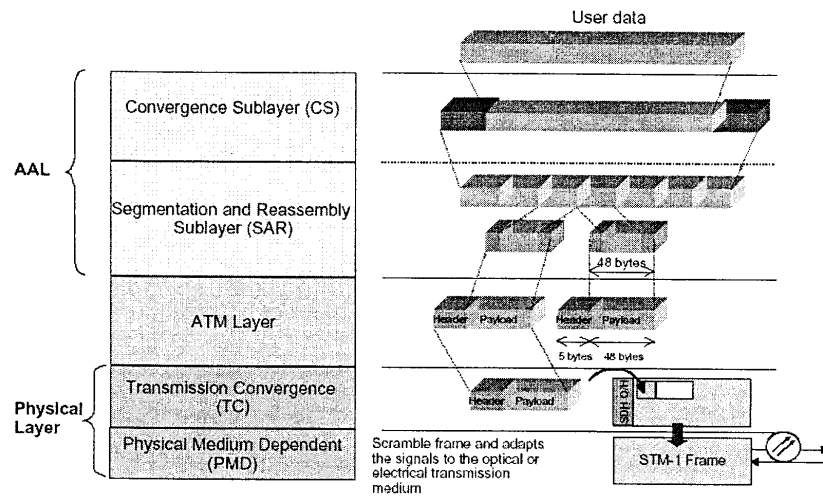 User data
Convergence Sublayer (CS)
AAL
Segmentation and Reassembly
Sublayer (SAR)
48 bytes
ATM Layer
Header Payload
Header Payload
5 bytes 48 bytes
Physical
Layer
Transmission Convergence
(TC)
Header Payload
SDH O/H
Physical Medium Dependent
(PMD)
Scramble frame and adapts
the signals to the optical or
electrical transmission
medium
STM-1 Frame